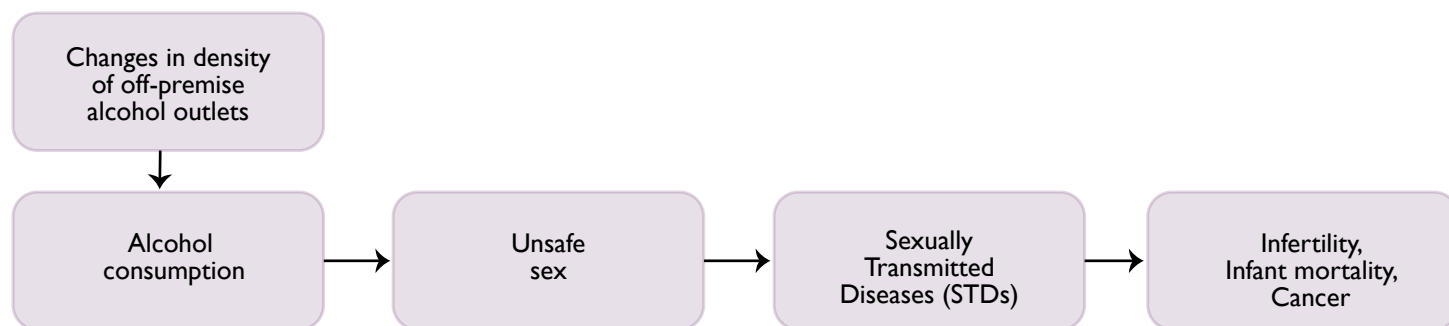 Changes in density
of off-premise
alcohol outlets
Alcohol
consumption
Unsafe
sex
Sexually
Transmitted
Diseases (STDs)
Infertility,
Infant mortality,
Cancer